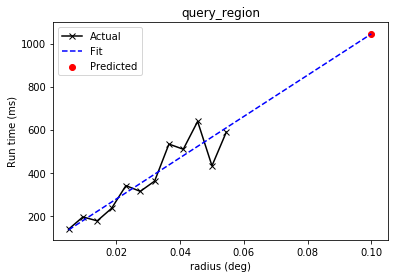 query_region
Actual
Fit
Predicted
Run time (ms)
1000
800
600
400
200
0.02 0.04 0.06 0.08 0.10
radius (deg)